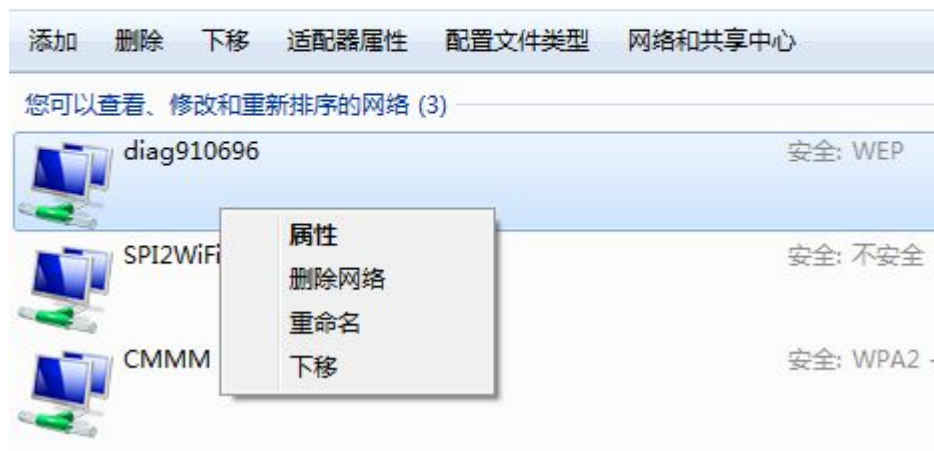 添加 删除 下移 适配器属性 配置文件类型 网络和共享中心
您可以查看、修改和重新排序的网络 (3)
diag910696 安全: WEP
属性
SPI2WiFi 安全: 不安全
删除网络
重命名
CMMM 安全: WPA2 -
下移